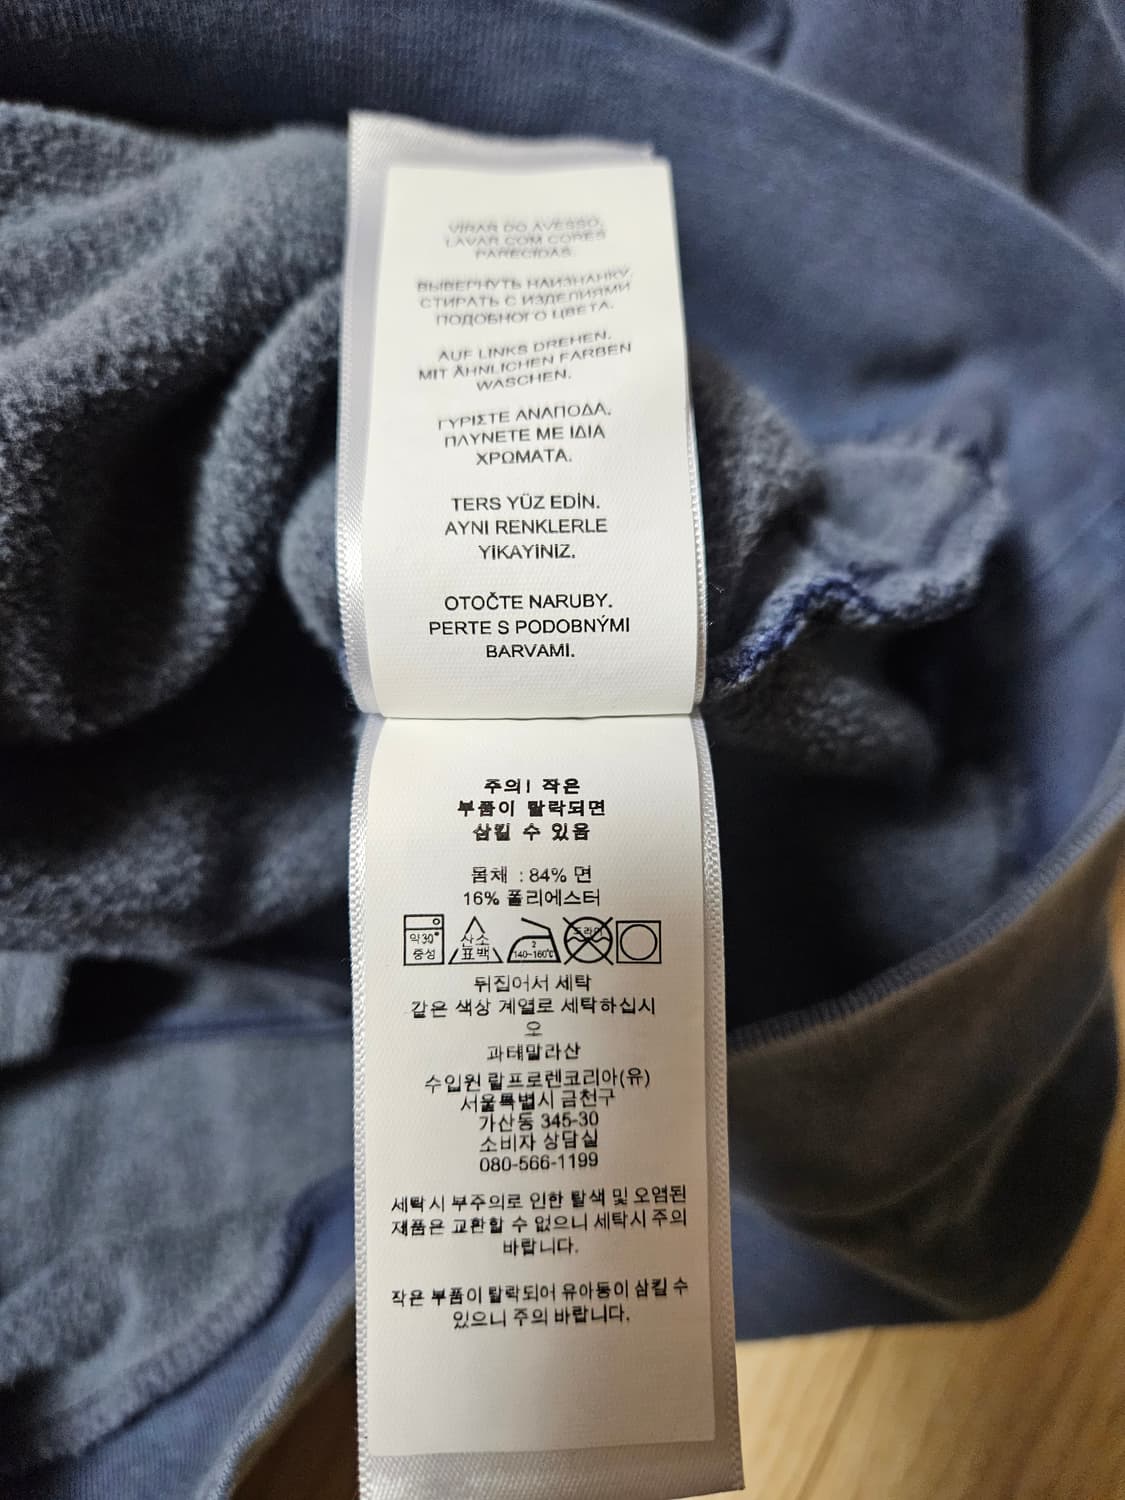 VIRAR DO AVESSO.
LAVAR COM CORES
PARECIDAS.
ВЫВЕРНУТЬ НАИЗНАНКУ.
СТИРАТЬ С ИЗДЕЛИЯМИ
ПОДОБНОГО ЦВЕТА.
AUF LINKS DREHEN.
MIT ÄHNLICHEN FARBEN
WASCHEN.
ΓΥΡΙΣΤΕ ΑΝΑΠΟΔΑ.
ΠΛΥΝΕΤΕ ΜΕ ΙΔΙΑ
ΧΡΩΜΑΤΑ.
TERS YÜZ EDİN.
AYNI RENKLERLE
YİKAYİNİZ.
OTOČTE NARUBY.
PERTE S PODOBNÝMI
BARVAMI.
주의! 작은
부품이 탈락되면
삼킬 수 있음
몸채 : 84% 면
16% 폴리에스터
약30° 산소 2 드라이
중성 표백 140~160℃
뒤집어서 세탁
같은 색상 계열로 세탁하십시
오
과테말라산
수입원 랄프로렌코리아(유)
서울특별시 금천구
가산동 345-30
소비자 상담실
080-566-1199
세탁시 부주의로 인한 탈색 및 오염된
제품은 교환할 수 없으니 세탁시 주의
바랍니다.
작은 부품이 탈락되어 유아동이 삼킬 수
있으니 주의 바랍니다.